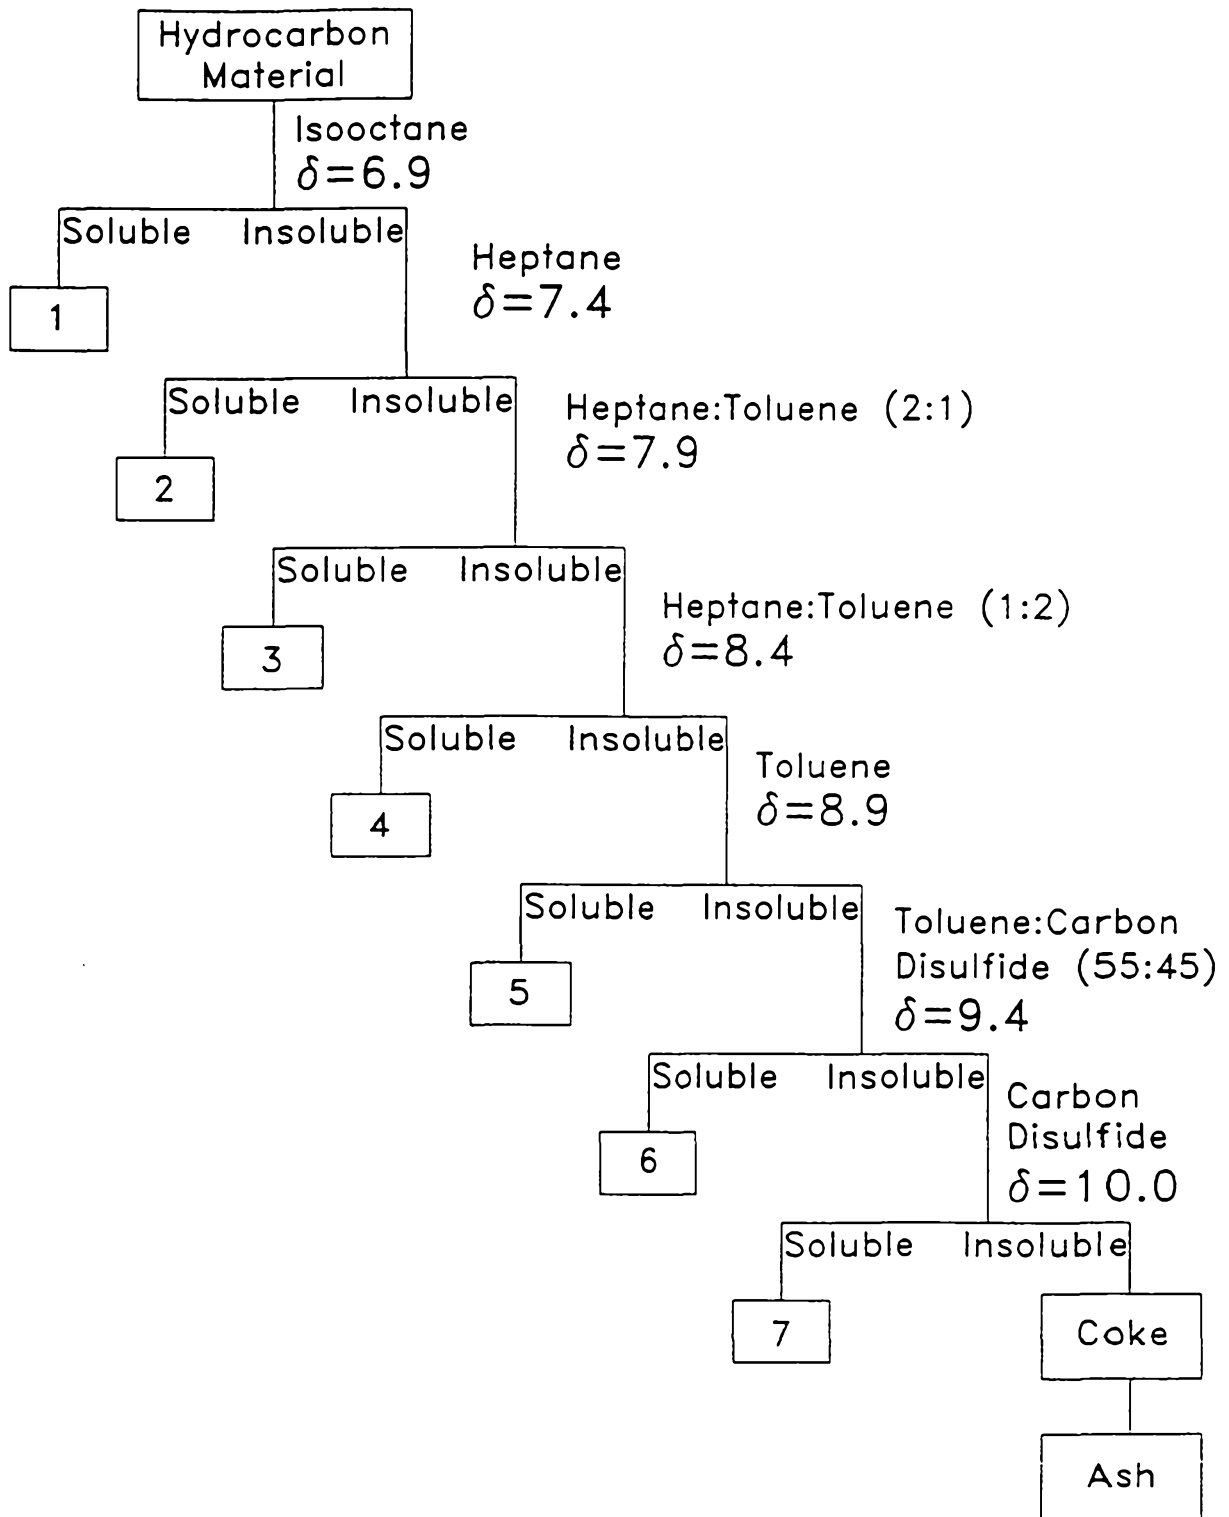 Hydrocarbon
Material
Isooctane
δ=6.9
Soluble Insoluble
1
Heptane
δ=7.4
Soluble Insoluble
2
Heptane:Toluene (2:1)
δ=7.9
Soluble Insoluble
3
Heptane:Toluene (1:2)
δ=8.4
Soluble Insoluble
4
Toluene
δ=8.9
Soluble Insoluble
5
Toluene:Carbon
Disulfide (55:45)
δ=9.4
Soluble Insoluble
6
Carbon
Disulfide
δ=10.0
Soluble Insoluble
7
Coke
Ash